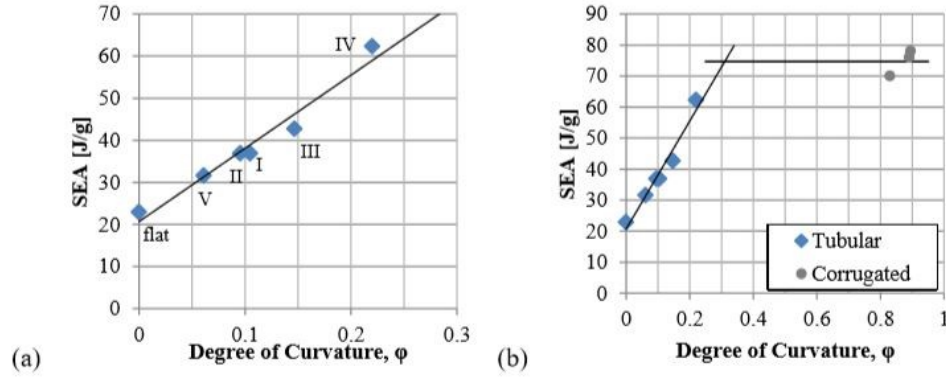 70
60
50
40
30
20
10
0
SEA [J/g]
IV
III
I
II
V
flat
0 0.1 0.2 0.3
Degree of Curvature, φ
(a)
90
80
70
60
50
40
30
20
10
0
SEA [J/g]
Tubular
Corrugated
0 0.2 0.4 0.6 0.8 1
Degree of Curvature, φ
(b)